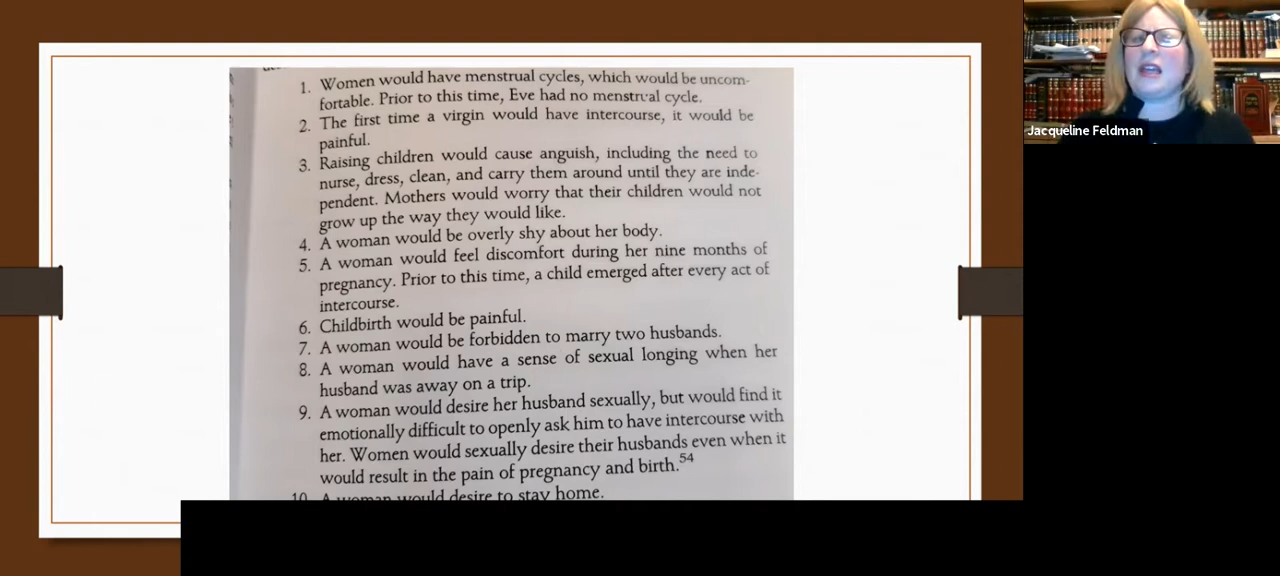 1. Women would have menstrual cycles, which would be uncom-
fortable. Prior to this time, Eve had no menstrual cycle.
2. The first time a virgin would have intercourse, it would be
painful.
3. Raising children would cause anguish, including the need to
nurse, dress, clean, and carry them around until they are inde-
pendent. Mothers would worry that their children would not
grow up the way they would like.
4. A woman would be overly shy about her body.
5. A woman would feel discomfort during her nine months of
pregnancy. Prior to this time, a child emerged after every act of
intercourse.
6. Childbirth would be painful.
7. A woman would be forbidden to marry two husbands.
8. A woman would have a sense of sexual longing when her
husband was away on a trip.
9. A woman would desire her husband sexually, but would find it
emotionally difficult to openly ask him to have intercourse with
her. Women would sexually desire their husbands even when it
would result in the pain of pregnancy and birth.54
10. A woman would desire to stay home.
Jacqueline Feldman